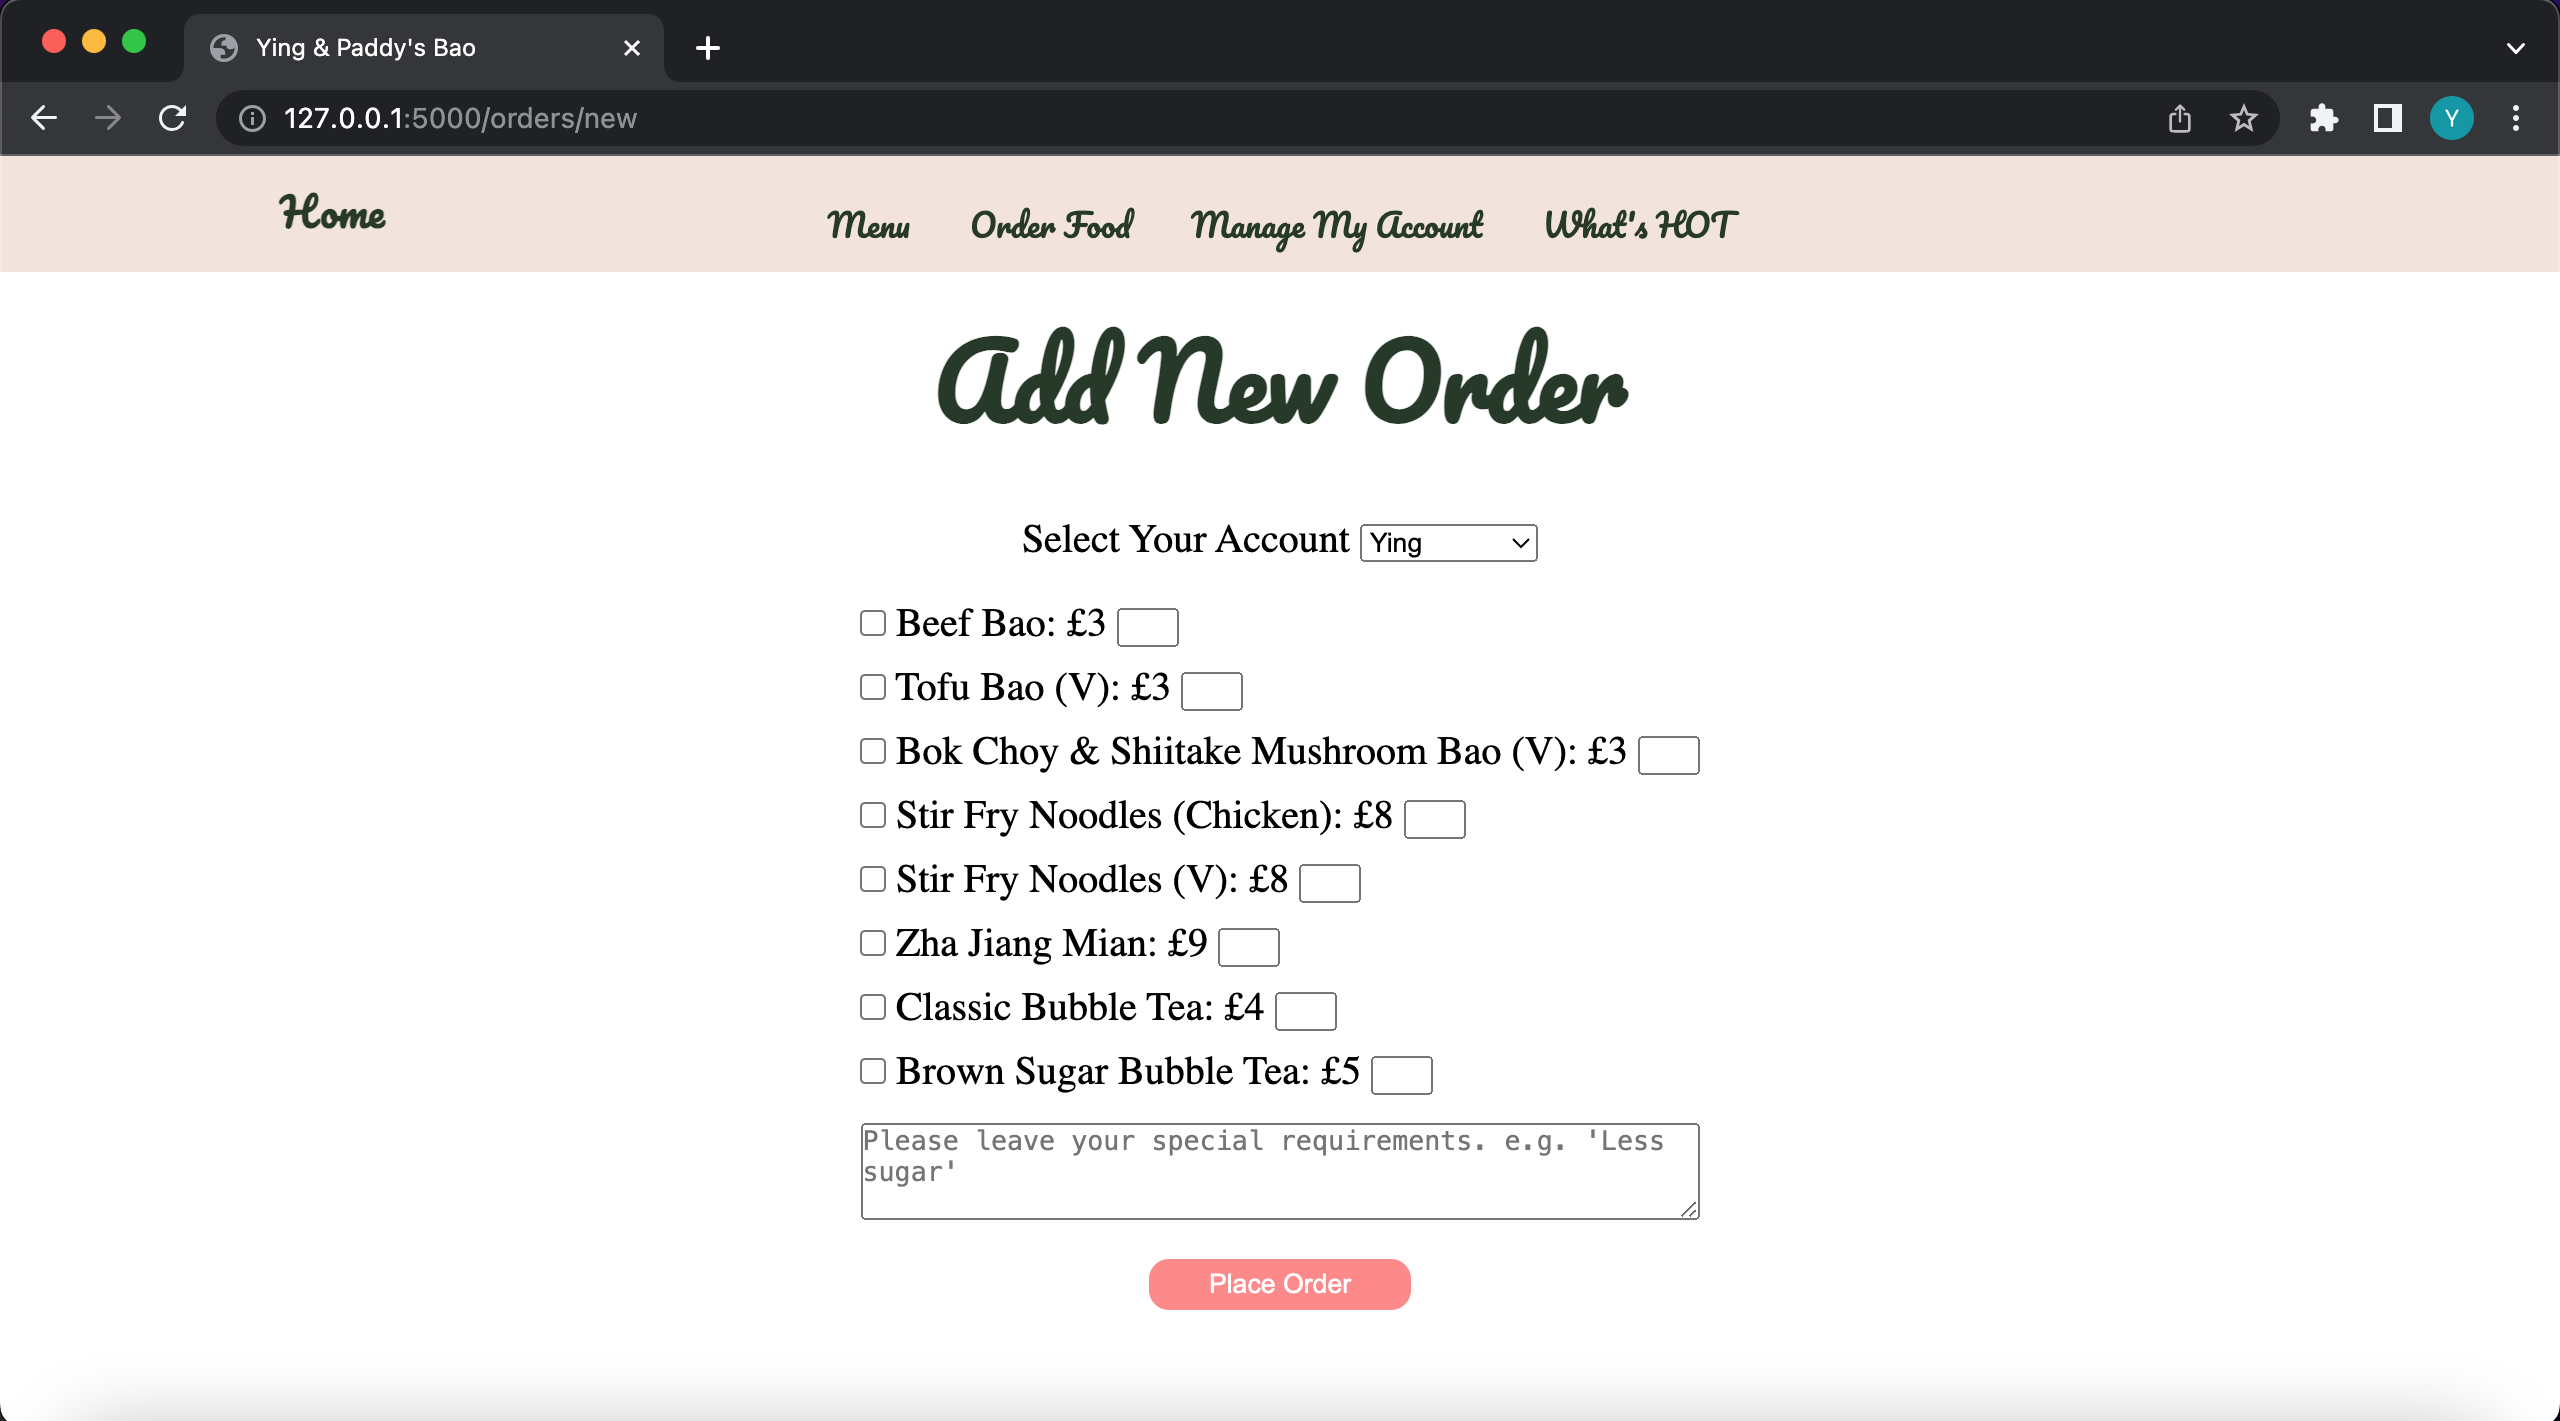 Ying & Paddy's Bao
127.0.0.1:5000/orders/new
Y
Home
Menu
Order Food
Manage My Account
What's HOT
Add New Order
Select Your Account Ying
Beef Bao: £3
Tofu Bao (V): £3
Bok Choy & Shiitake Mushroom Bao (V): £3
Stir Fry Noodles (Chicken): £8
Stir Fry Noodles (V): £8
Zha Jiang Mian: £9
Classic Bubble Tea: £4
Brown Sugar Bubble Tea: £5
Please leave your special requirements. e.g. 'Less
sugar'
Place Order